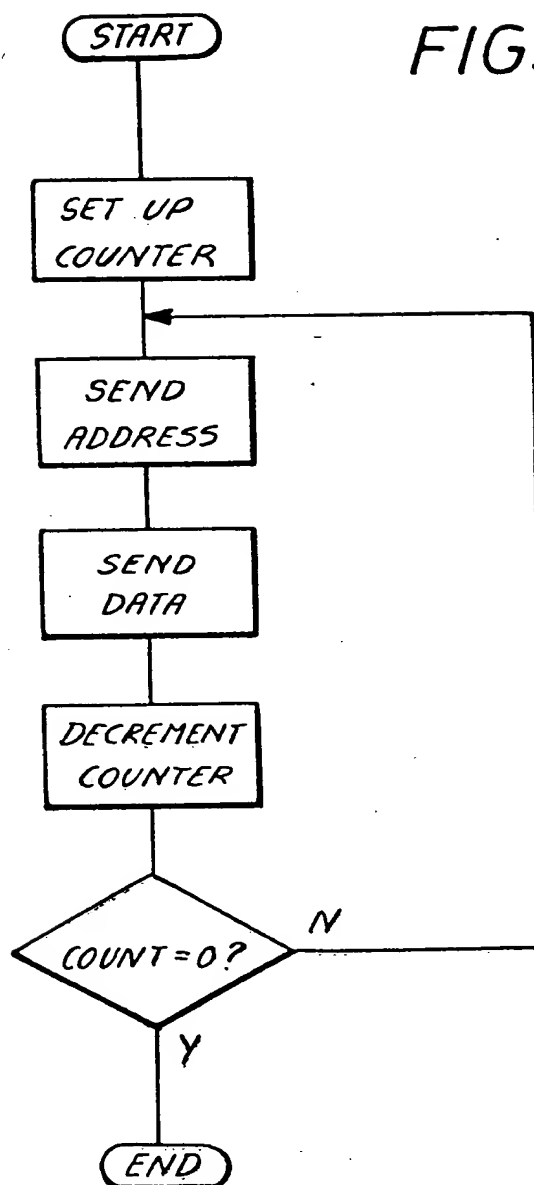 START
FIG.
SET UP
COUNTER
SEND
ADDRESS
SEND
DATA
DECREMENT
COUNTER
COUNT=0?
N
Y
END